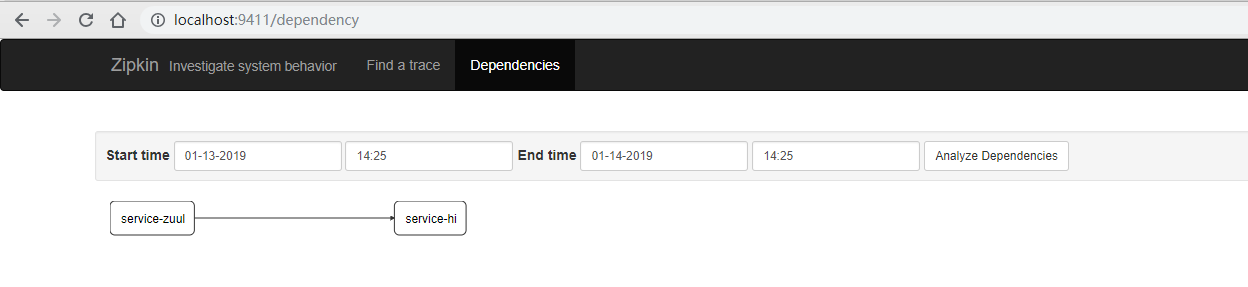 localhost:9411/dependency
Zipkin Investigate system behavior Find a trace Dependencies
Start time 01-13-2019 14:25 End time 01-14-2019 14:25 Analyze Dependencies
service-zuul service-hi